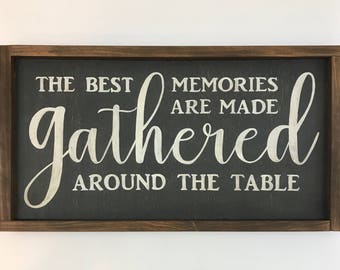 THE BEST MEMORIES
ARE MADE
gathered
AROUND THE TABLE